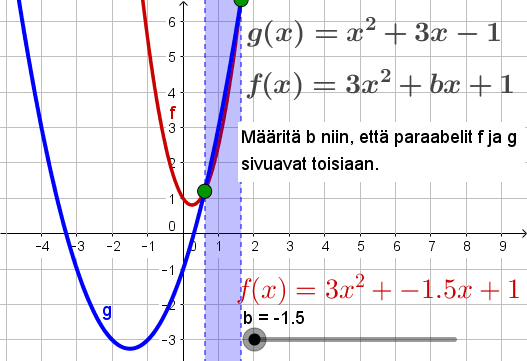 g(x) = x² + 3x − 1
f(x) = 3x² + bx + 1
Määritä b niin, että paraabelit f ja g
sivuavat toisiaan.
f(x) = 3x² + −1.5x + 1
b = -1.5
f
g
6
5
4
3
2
1
0
−1
−2
−3
−4 −3 −2 −1 0 1 2 3 4 5 6 7 8 9